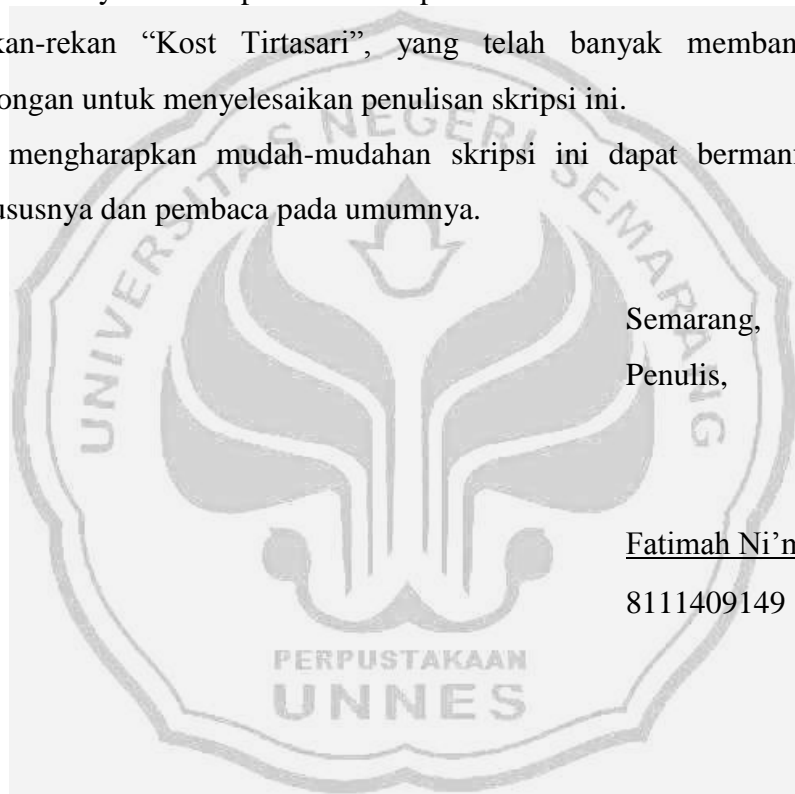 kan-rekan “Kost Tirtasari”, yang telah banyak memban
ongan untuk menyelesaikan penulisan skripsi ini.
mengharapkan mudah-mudahan skripsi ini dapat berman
ususnya dan pembaca pada umumnya.
UNIVERSITAS NEGERI SEMARANG
Semarang,
Penulis,
Fatimah Ni’m
8111409149
PERPUSTAKAAN
UNNES